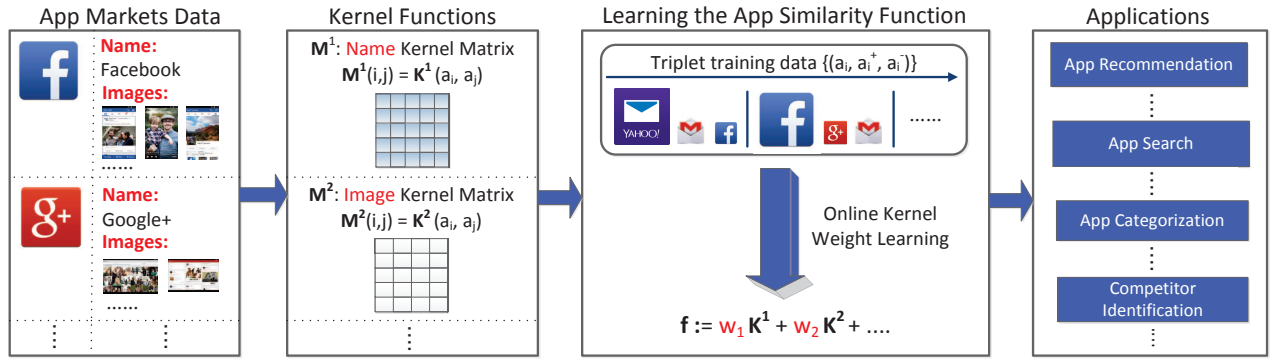 App Markets Data
Name:
Facebook
Images:
......
Name:
Google+
Images:
......
Kernel Functions
M¹: Name Kernel Matrix
M¹(i,j) = K¹ (aᵢ, aⱼ)
M²: Image Kernel Matrix
M²(i,j) = K² (aᵢ, aⱼ)
Learning the App Similarity Function
Triplet training data {(aᵢ, aᵢ⁺, aᵢ⁻)}
YAHOO!
......
Online Kernel
Weight Learning
f := w₁ K¹ + w₂ K² + ....
Applications
App Recommendation
App Search
App Categorization
Competitor
Identification